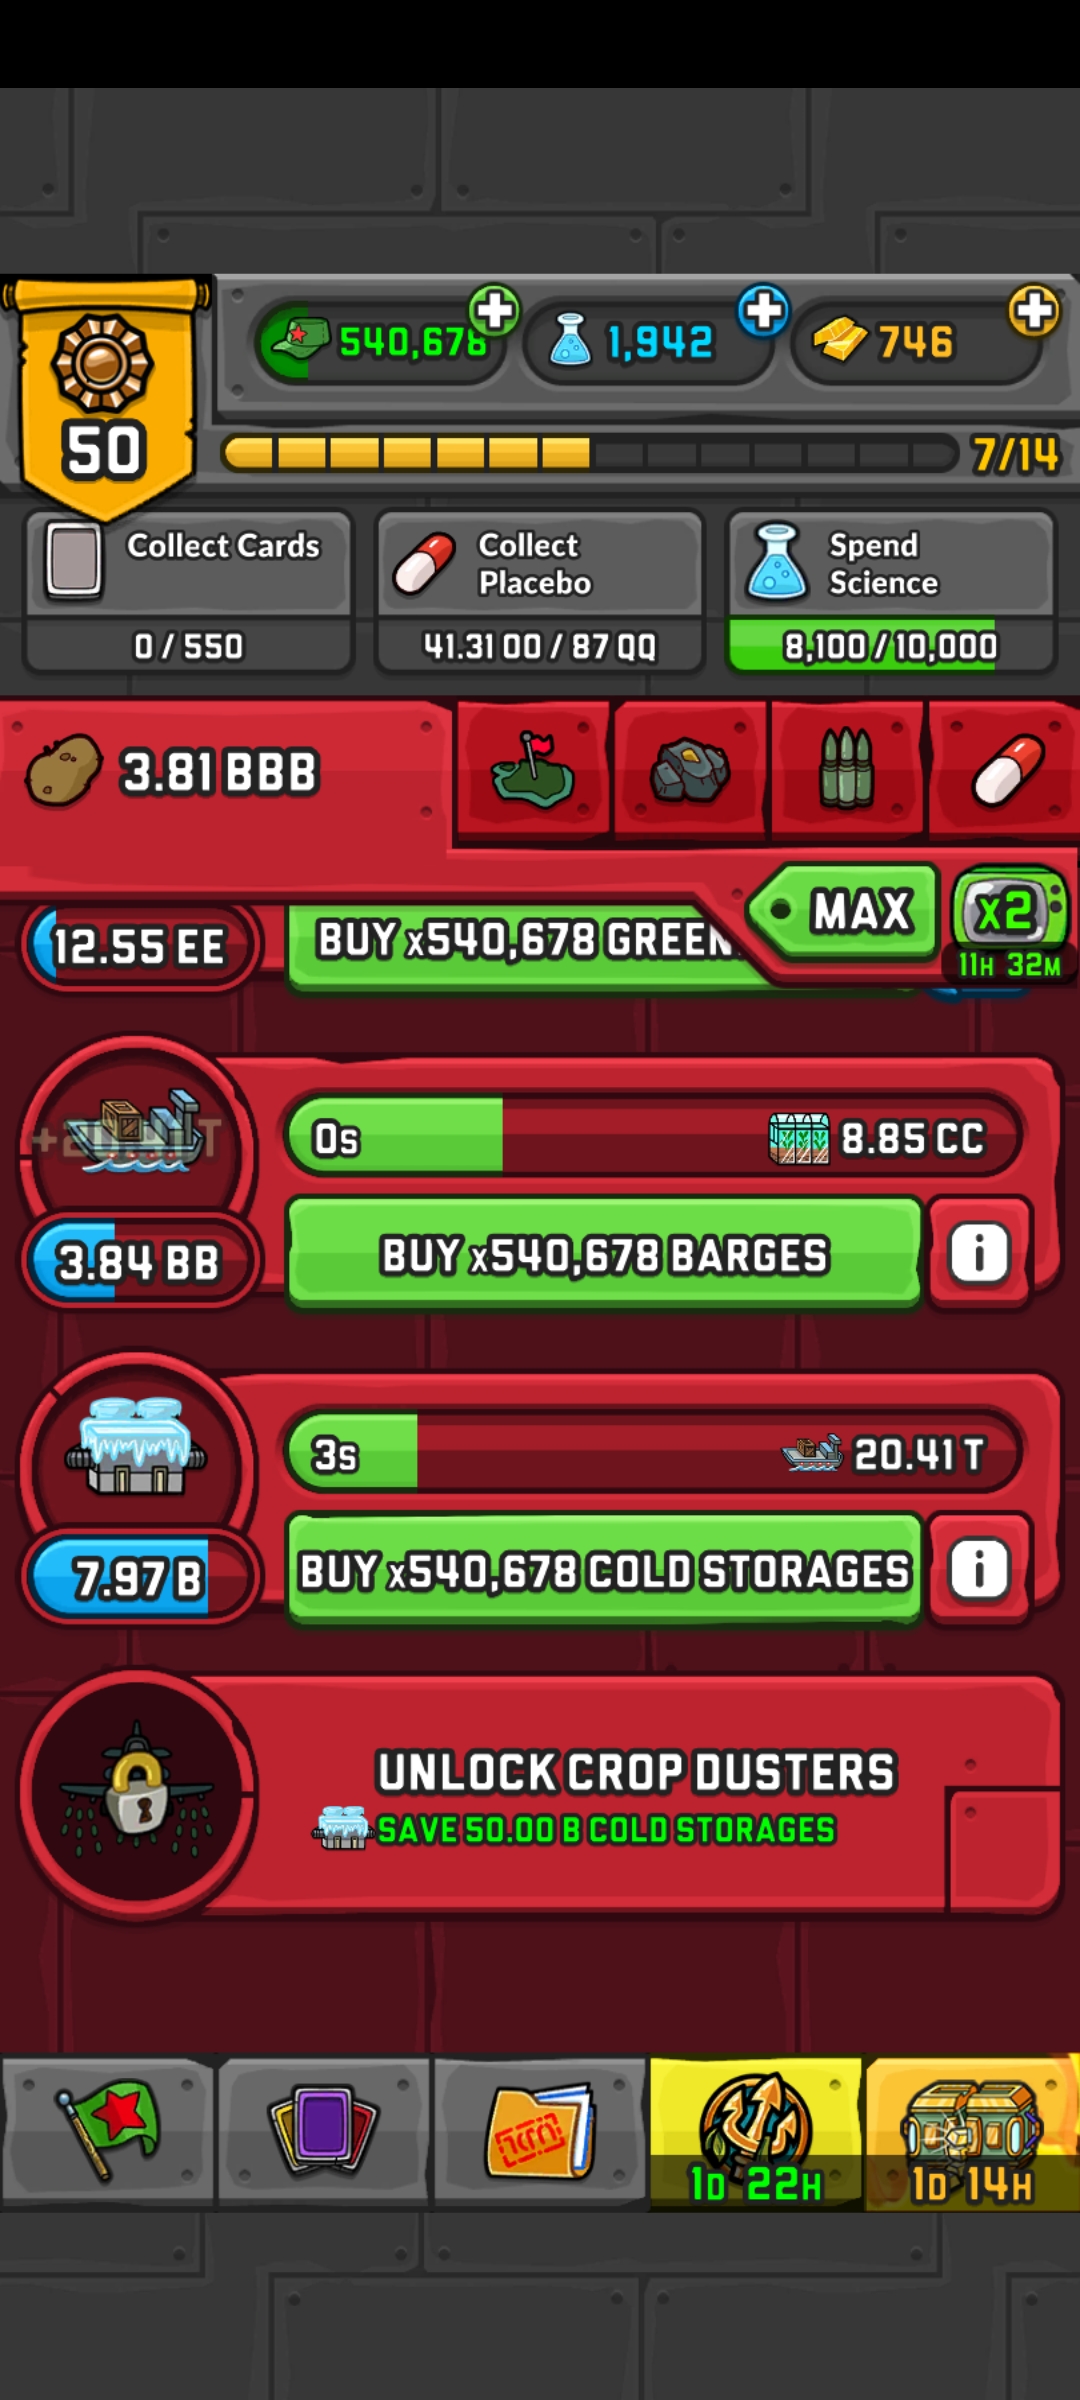 540,678
1,942
746
50
7/14
Collect Cards
0 / 550
Collect
Placebo
41.31 OO / 87 QQ
Spend
Science
8,100 / 10,000
3.81 BBB
MAX
x2
11H 32M
12.55 EE
BUY x540,678 GREEN
0s
8.85 CC
3.84 BB
BUY x540,678 BARGES
i
3s
20.41 T
7.97 B
BUY x540,678 COLD STORAGES
i
UNLOCK CROP DUSTERS
SAVE 50.00 B COLD STORAGES
1D 22H
1D 14H